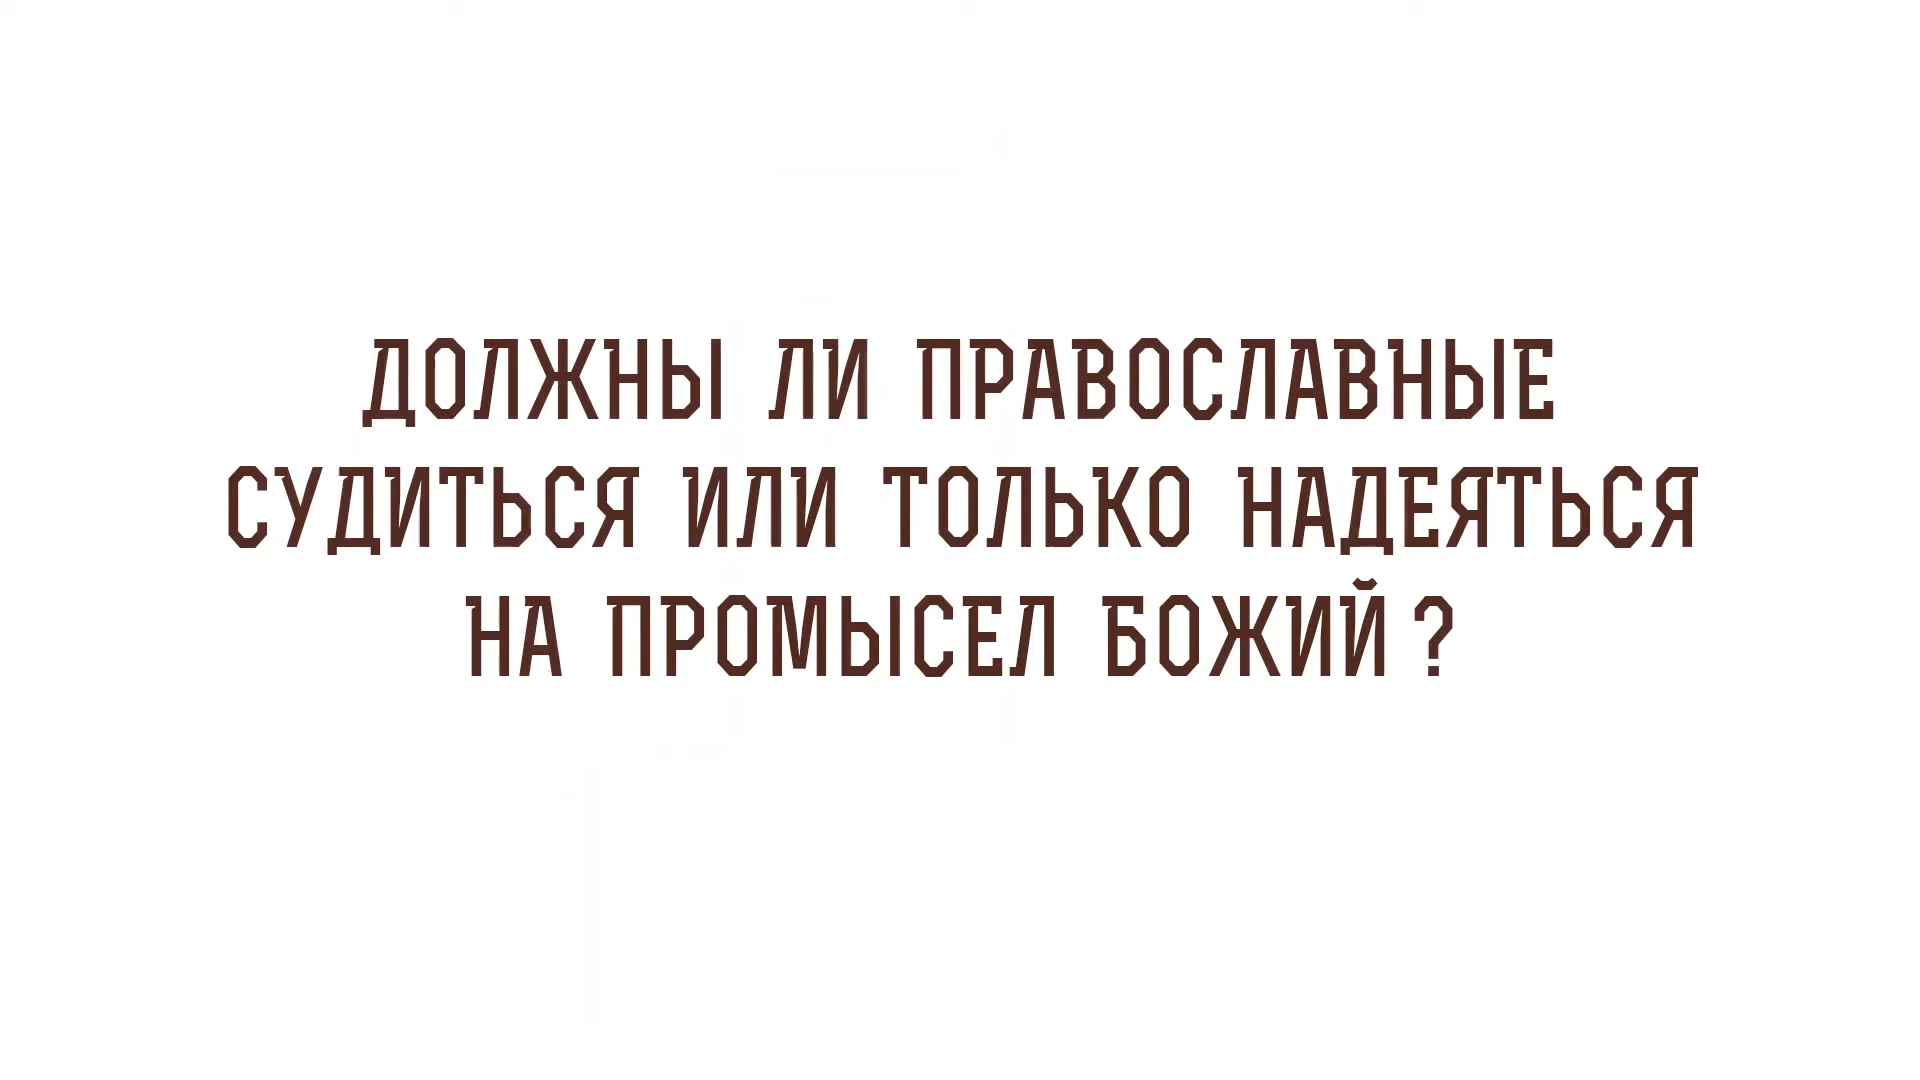 ДОЛЖНЫ ЛИ ПРАВОСЛАВНЫЕ
СУДИТЬСЯ ИЛИ ТОЛЬКО НАДЕЯТЬСЯ
НА ПРОМЫСЕЛ БОЖИЙ ?